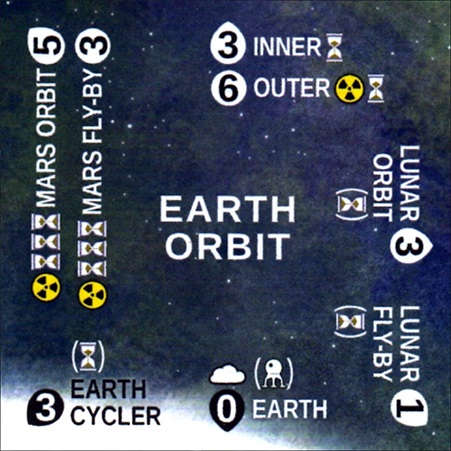 3 INNER
6 OUTER
5 MARS ORBIT
3 MARS FLY-BY
EARTH
ORBIT
LUNAR
ORBIT
3
LUNAR
FLY-BY
1
( )
3 EARTH
CYCLER
( )
0 EARTH